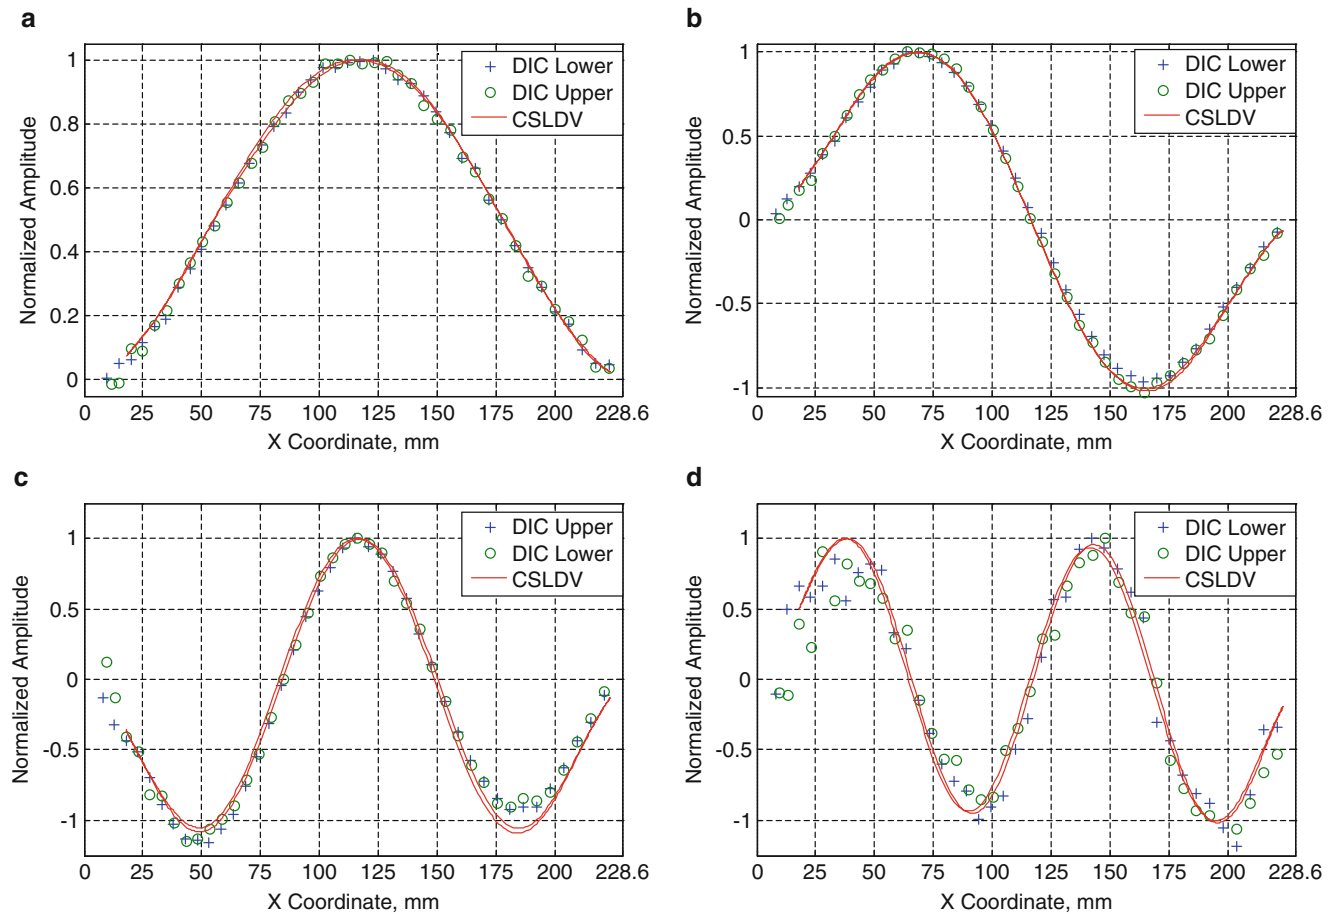 a
DIC Lower
DIC Upper
CSLDV
Normalized Amplitude
1
0.8
0.6
0.4
0.2
0
0 25 50 75 100 125 150 175 200 228.6
X Coordinate, mm
b
DIC Lower
DIC Upper
CSLDV
Normalized Amplitude
1
0.5
0
-0.5
-1
0 25 50 75 100 125 150 175 200 228.6
X Coordinate, mm
c
DIC Upper
DIC Lower
CSLDV
Normalized Amplitude
1
0.5
0
-0.5
-1
0 25 50 75 100 125 150 175 200 228.6
X Coordinate, mm
d
DIC Lower
DIC Upper
CSLDV
Normalized Amplitude
1
0.5
0
-0.5
-1
0 25 50 75 100 125 150 175 200 228.6
X Coordinate, mm